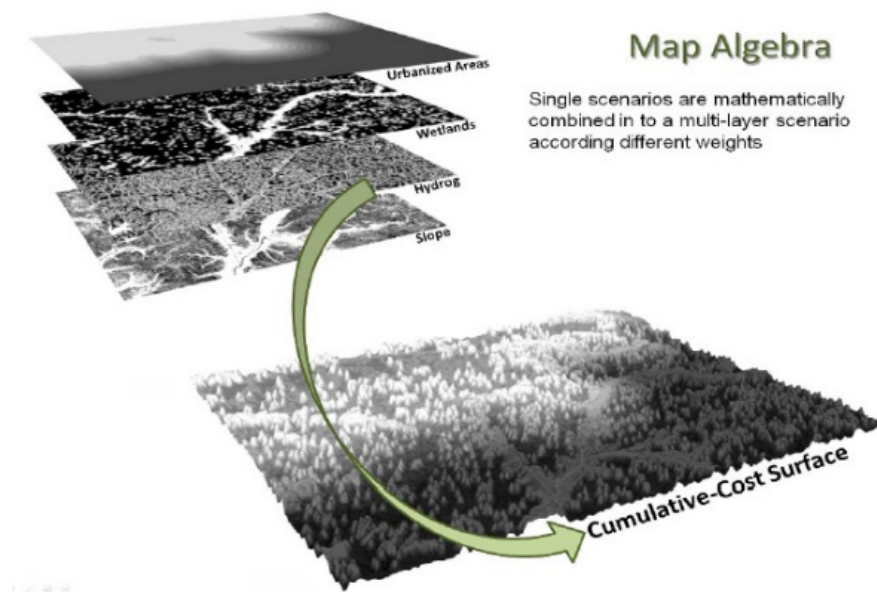 Map Algebra
Single scenarios are mathematically
combined in to a multi-layer scenario
according different weights
Urbanized Areas
Wetlands
Hydrog
Slope
Cumulative-Cost Surface